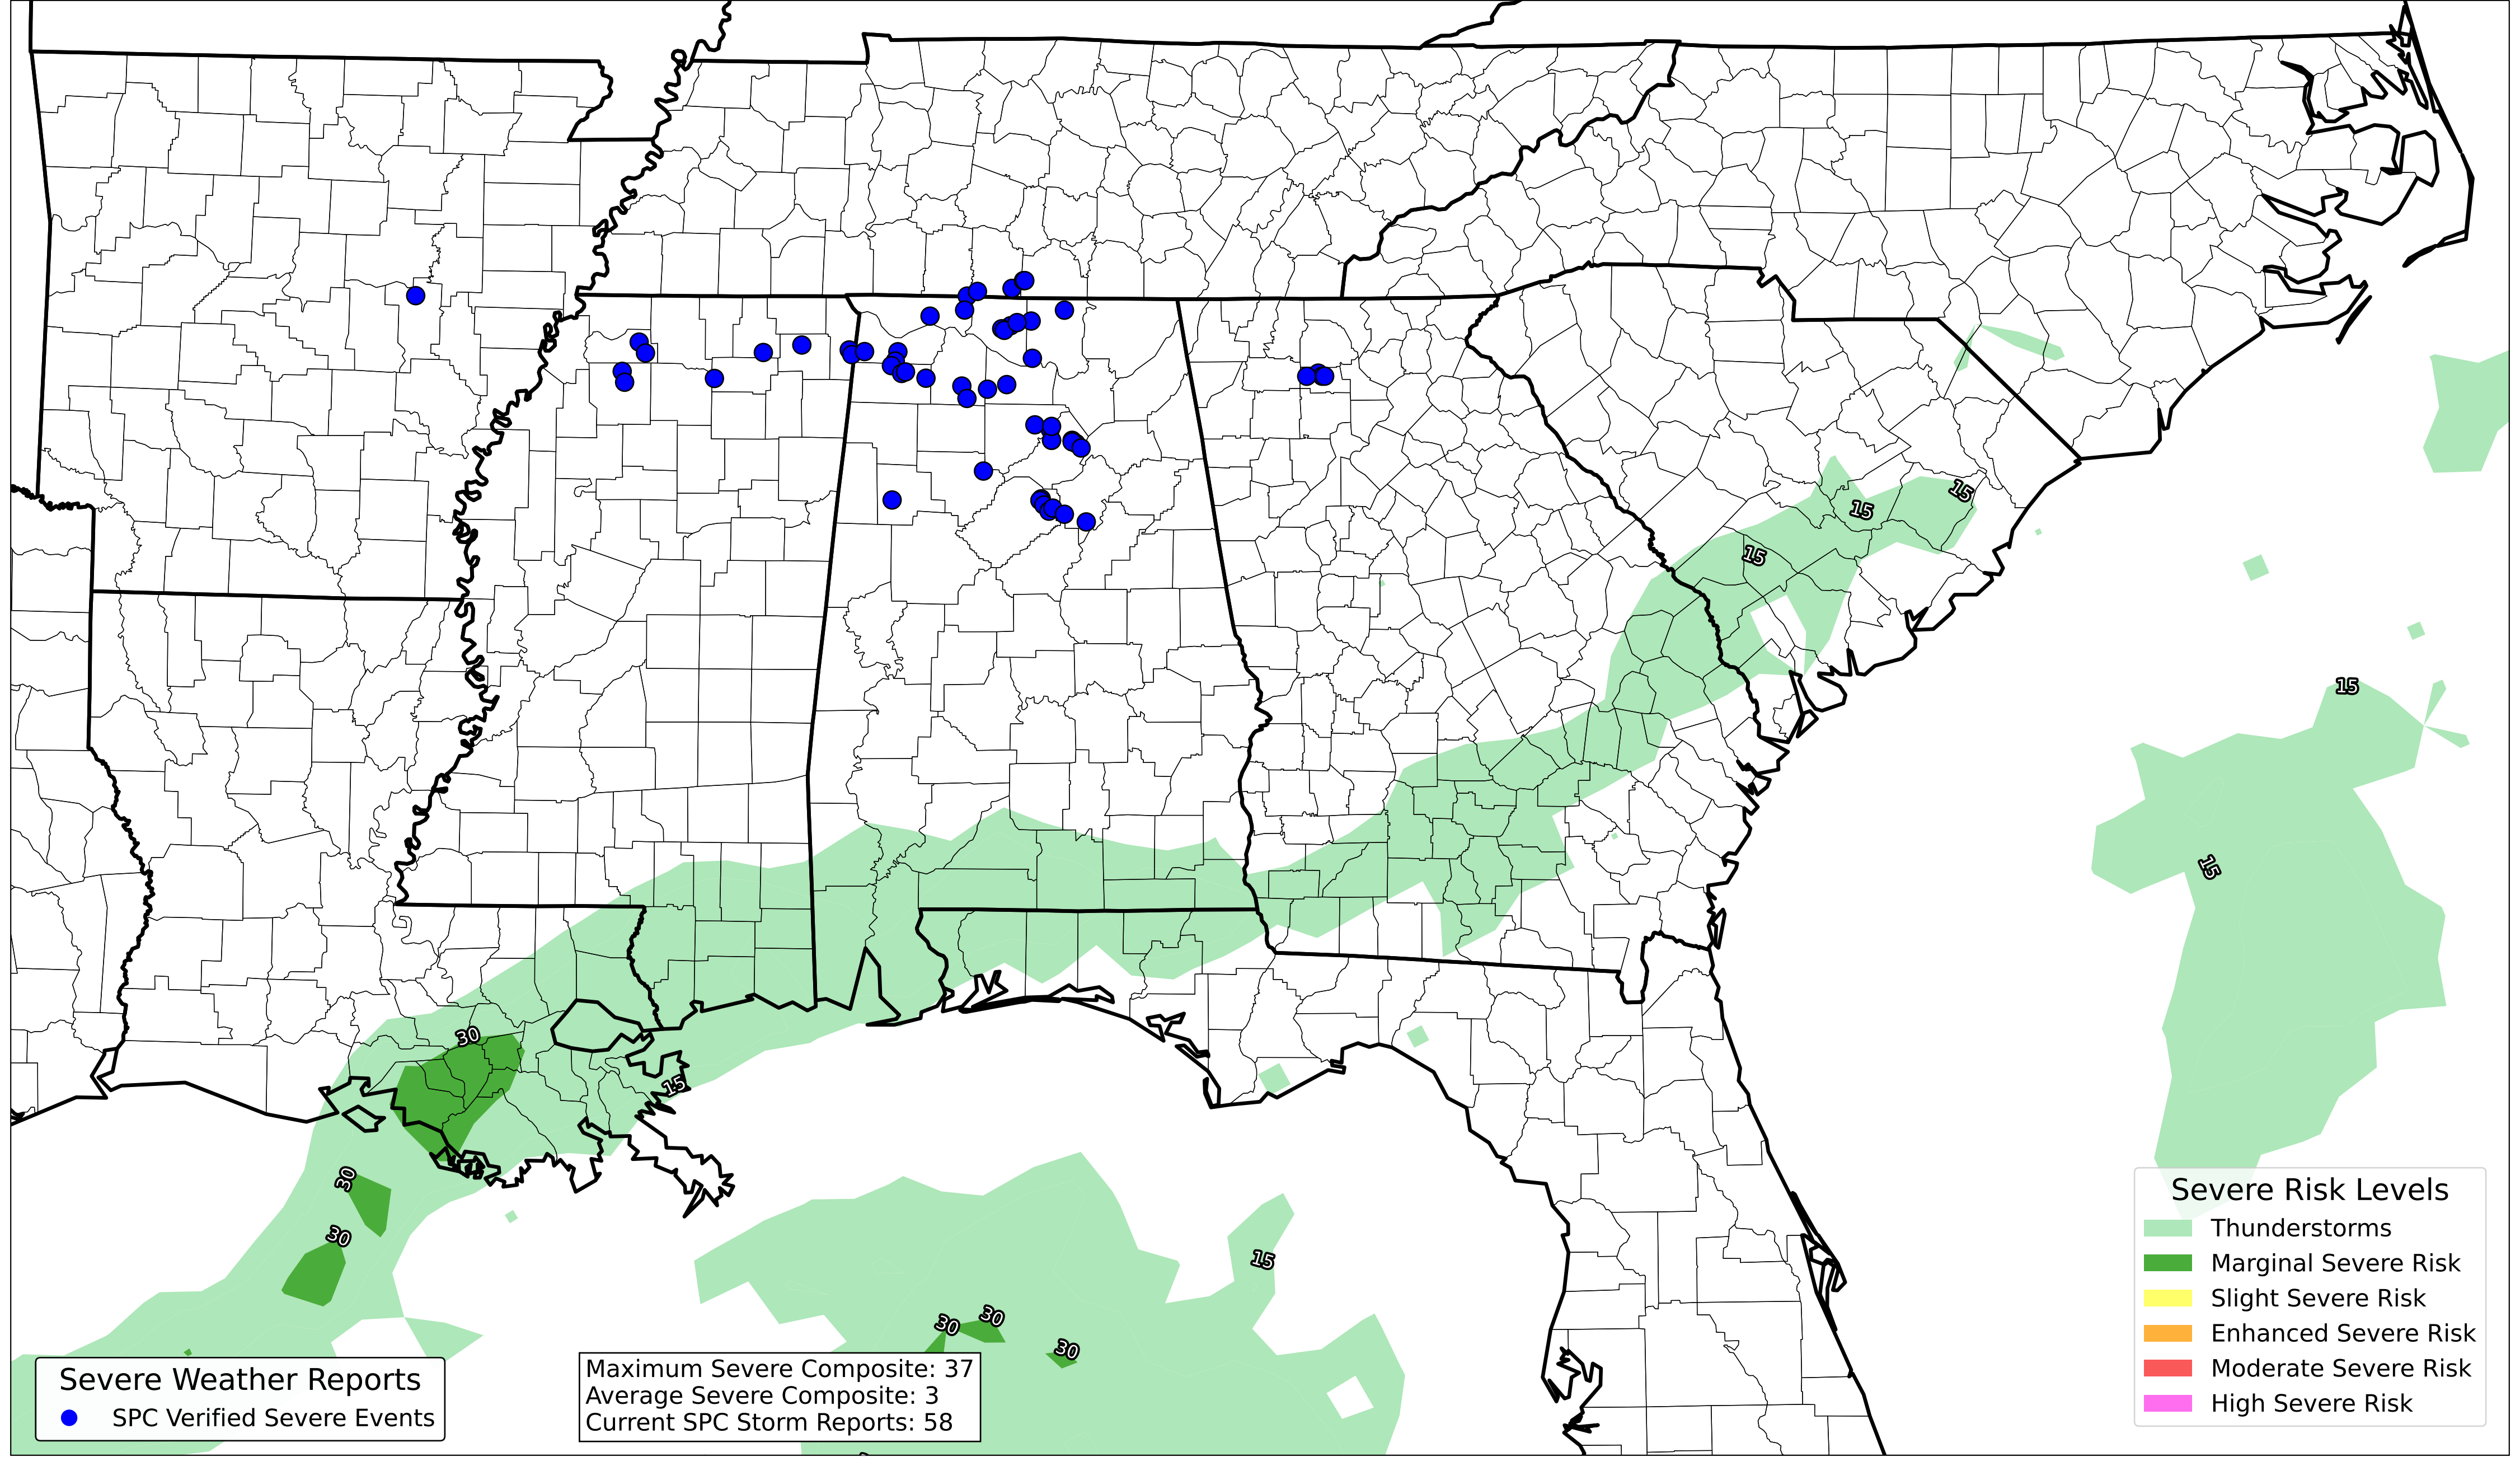 15
15
15
15
15
30
15
30
30
15
30
30
30
Severe Risk Levels
Thunderstorms
Marginal Severe Risk
Slight Severe Risk
Enhanced Severe Risk
Moderate Severe Risk
High Severe Risk
Severe Weather Reports
SPC Verified Severe Events
Maximum Severe Composite: 37
Average Severe Composite: 3
Current SPC Storm Reports: 58